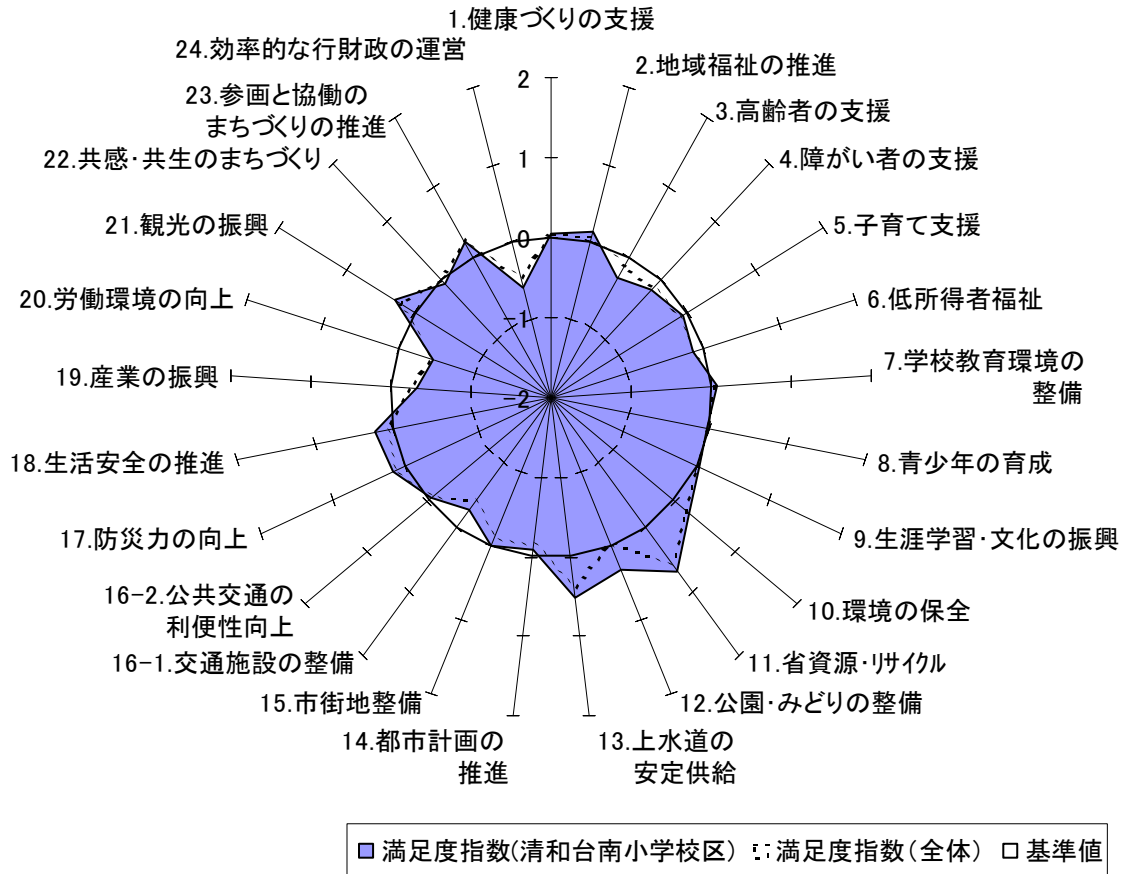 1.健康づくりの支援
2.地域福祉の推進
3.高齢者の支援
4.障がい者の支援
5.子育て支援
6.低所得者福祉
7.学校教育環境の
整備
8.青少年の育成
9.生涯学習・文化の振興
10.環境の保全
11.省資源・リサイクル
12.公園・みどりの整備
13.上水道の
安定供給
14.都市計画の
推進
15.市街地整備
16-1.交通施設の整備
16-2.公共交通の
利便性向上
17.防災力の向上
18.生活安全の推進
19.産業の振興
20.労働環境の向上
21.観光の振興
22.共感・共生のまちづくり
23.参画と協働の
まちづくりの推進
24.効率的な行財政の運営
2
1
0
-1
-2
満足度指数(清和台南小学校区) 満足度指数(全体) 基準値